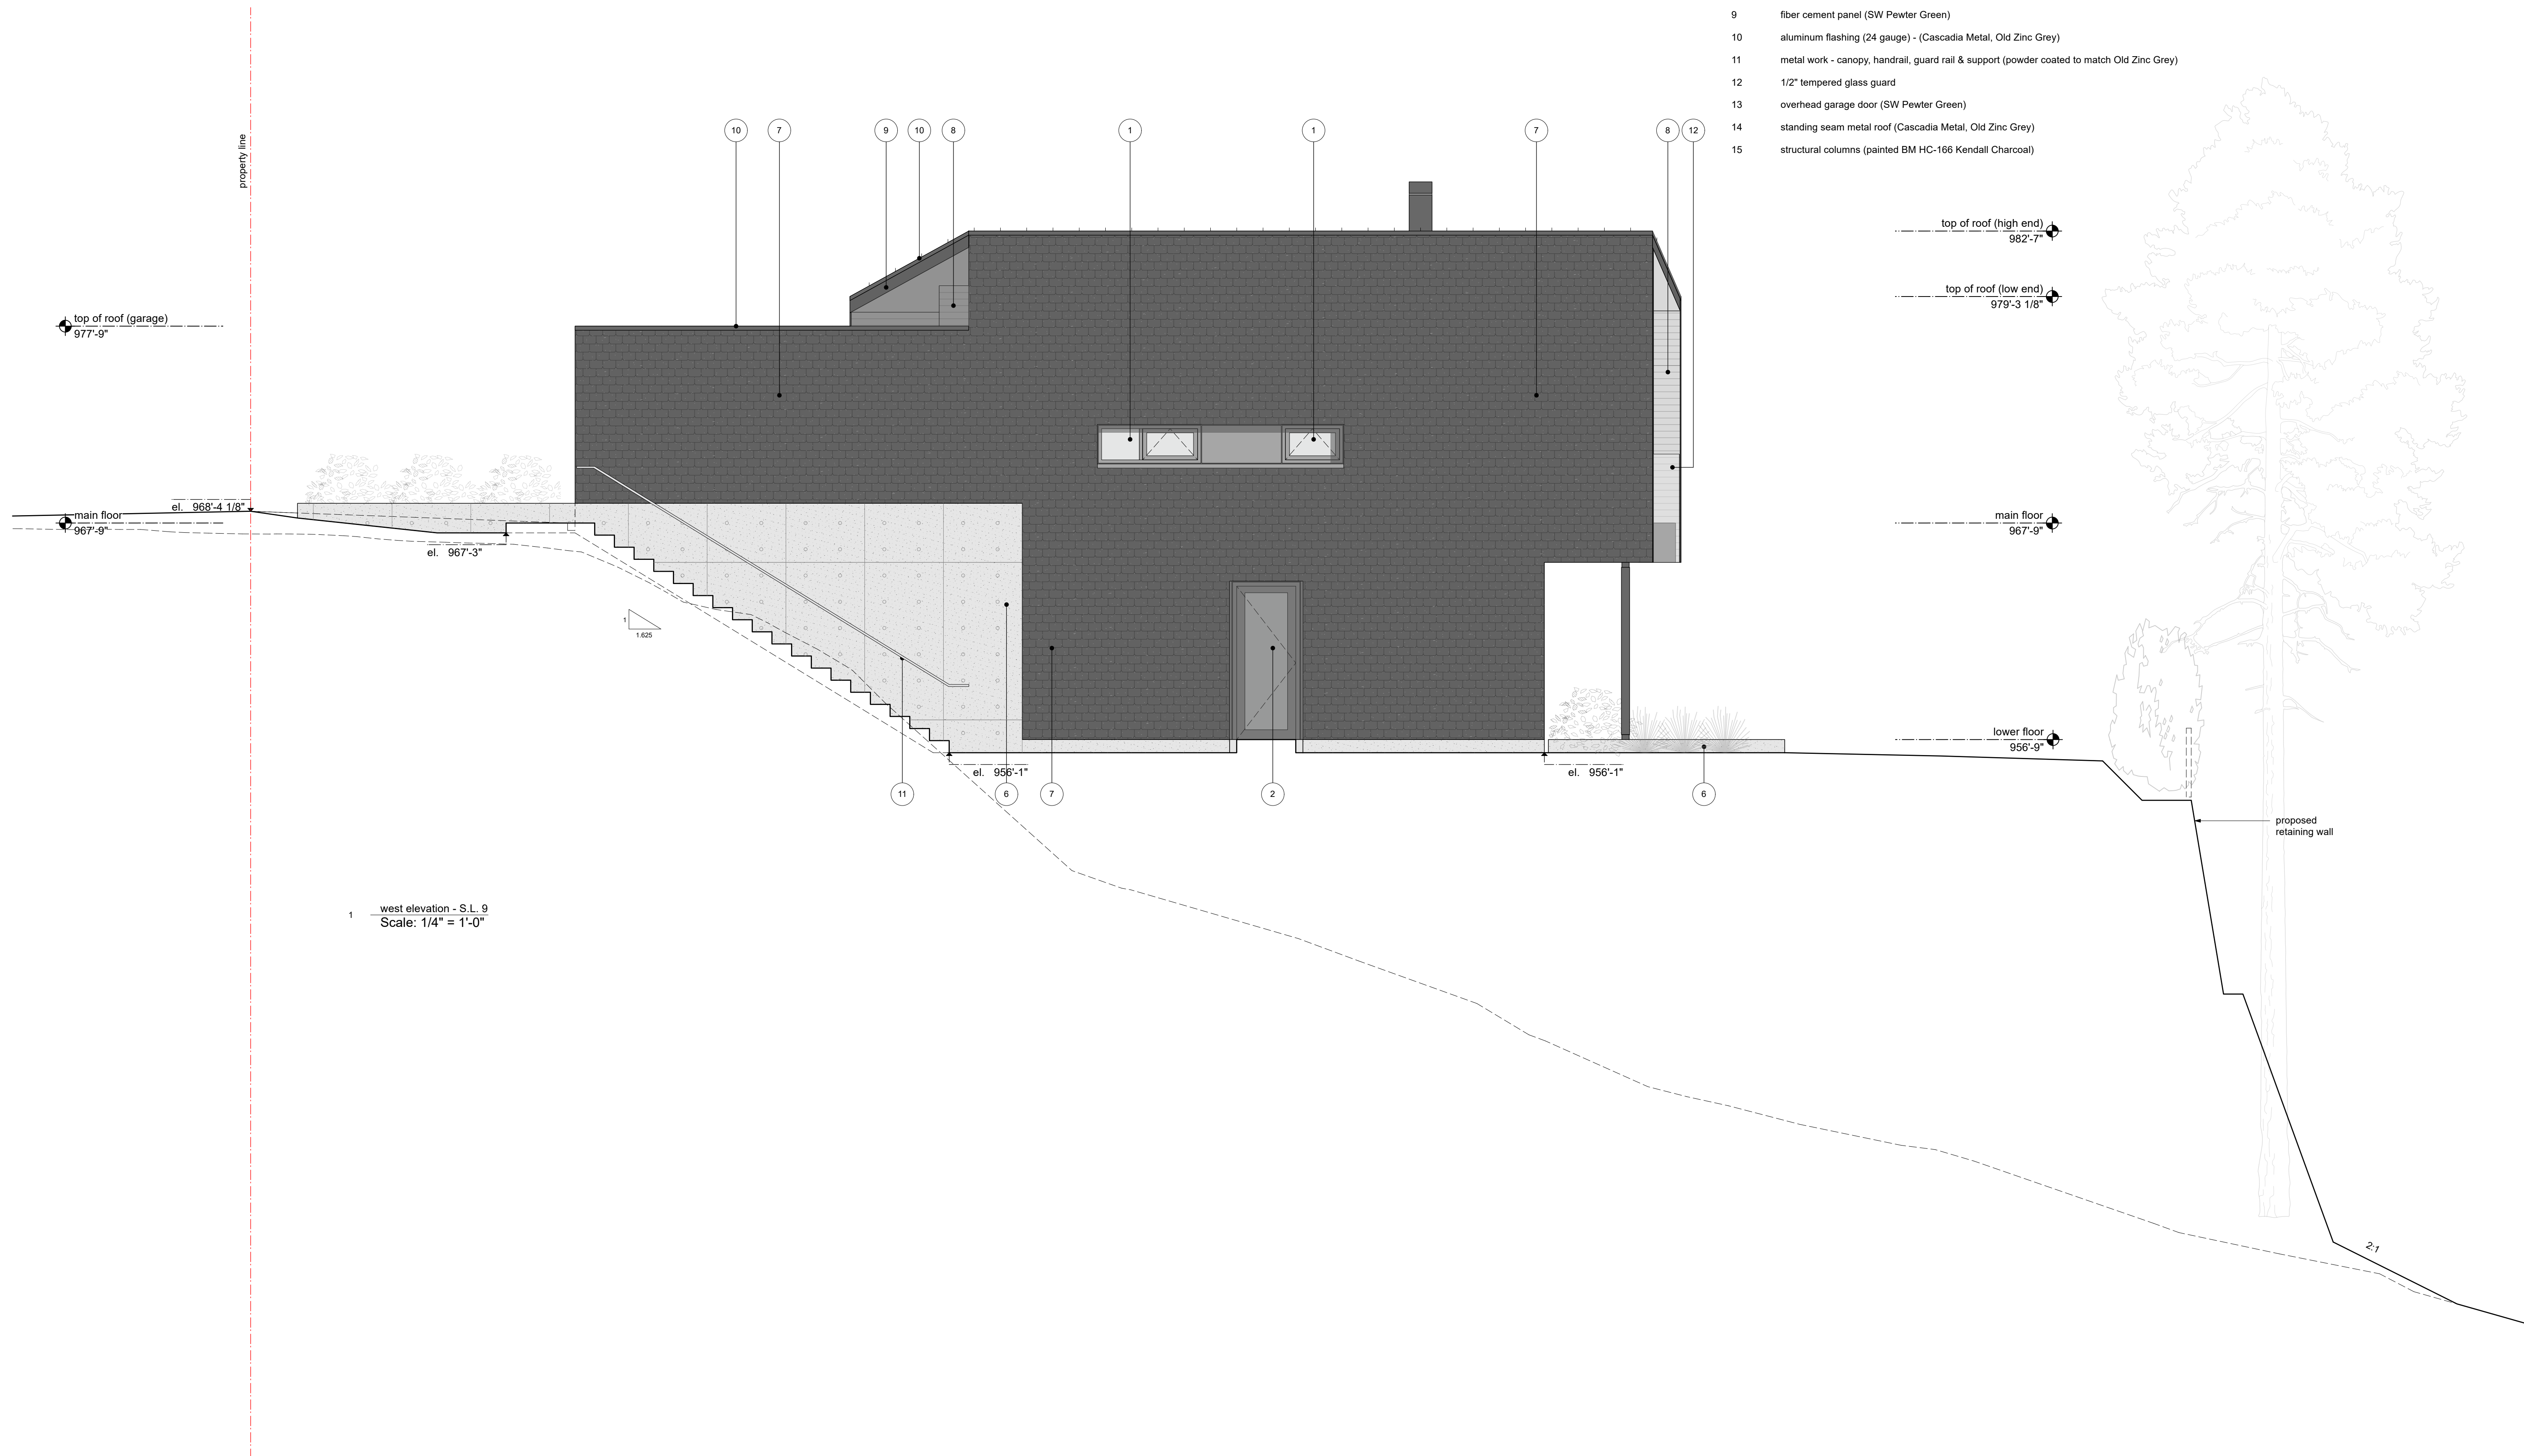 9 fiber cement panel (SW Pewter Green)
10 aluminum flashing (24 gauge) - (Cascadia Metal, Old Zinc Grey)
11 metal work - canopy, handrail, guard rail & support (powder coated to match Old Zinc Grey)
12 1/2" tempered glass guard
13 overhead garage door (SW Pewter Green)
14 standing seam metal roof (Cascadia Metal, Old Zinc Grey)
15 structural columns (painted BM HC-166 Kendall Charcoal)
property line
10 7 9 10 8 1 1 7 8 12
top of roof (high end)
982'-7"
top of roof (low end)
979'-3 1/8"
top of roof (garage)
977'-9"
el. 968'-4 1/8"
main floor
967'-9"
main floor
967'-9"
el. 967'-3"
1
1.625
lower floor
956'-9"
el. 956'-1"
el. 956'-1"
11 6 7 2 6
proposed
retaining wall
1 west elevation - S.L. 9
Scale: 1/4" = 1'-0"
2:1